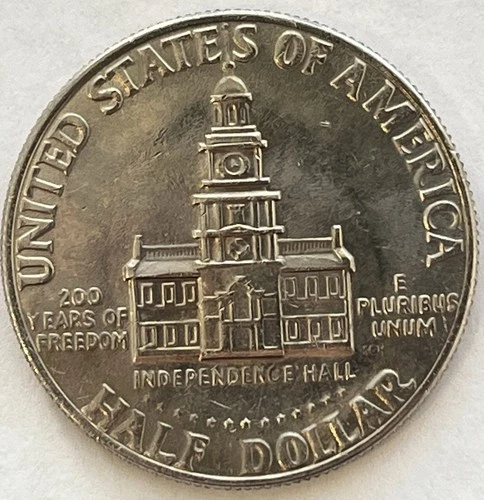 UNITED STATES OF AMERICA
200
YEARS OF
FREEDOM
E
PLURIBUS
UNUM
INDEPENDENCE HALL
HALF DOLLAR